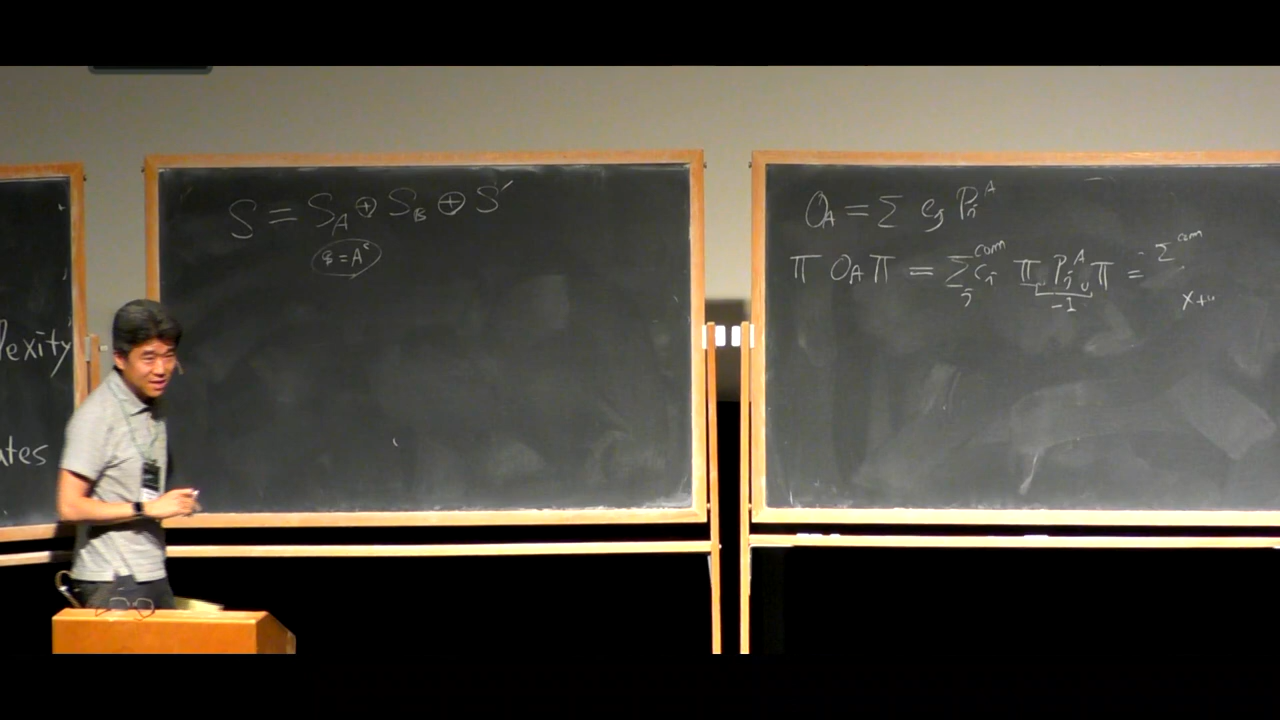 lexity
ates
S = S_A ⊕ S_B ⊕ S′
B = A^c
O_A = Σ c_j P_j^A
Π O_A Π = Σ_j^com c_j Π P_j^A Π = Σ^com
-1